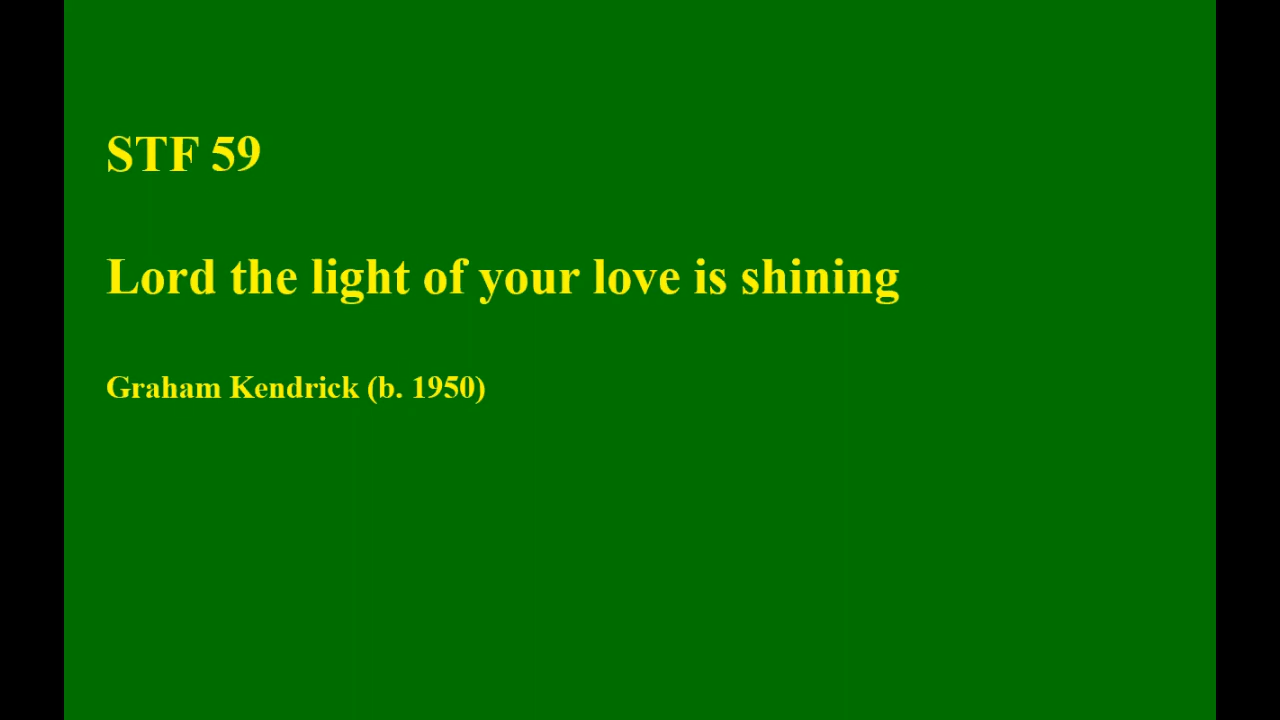 STF 59
Lord the light of your love is shining
Graham Kendrick (b. 1950)